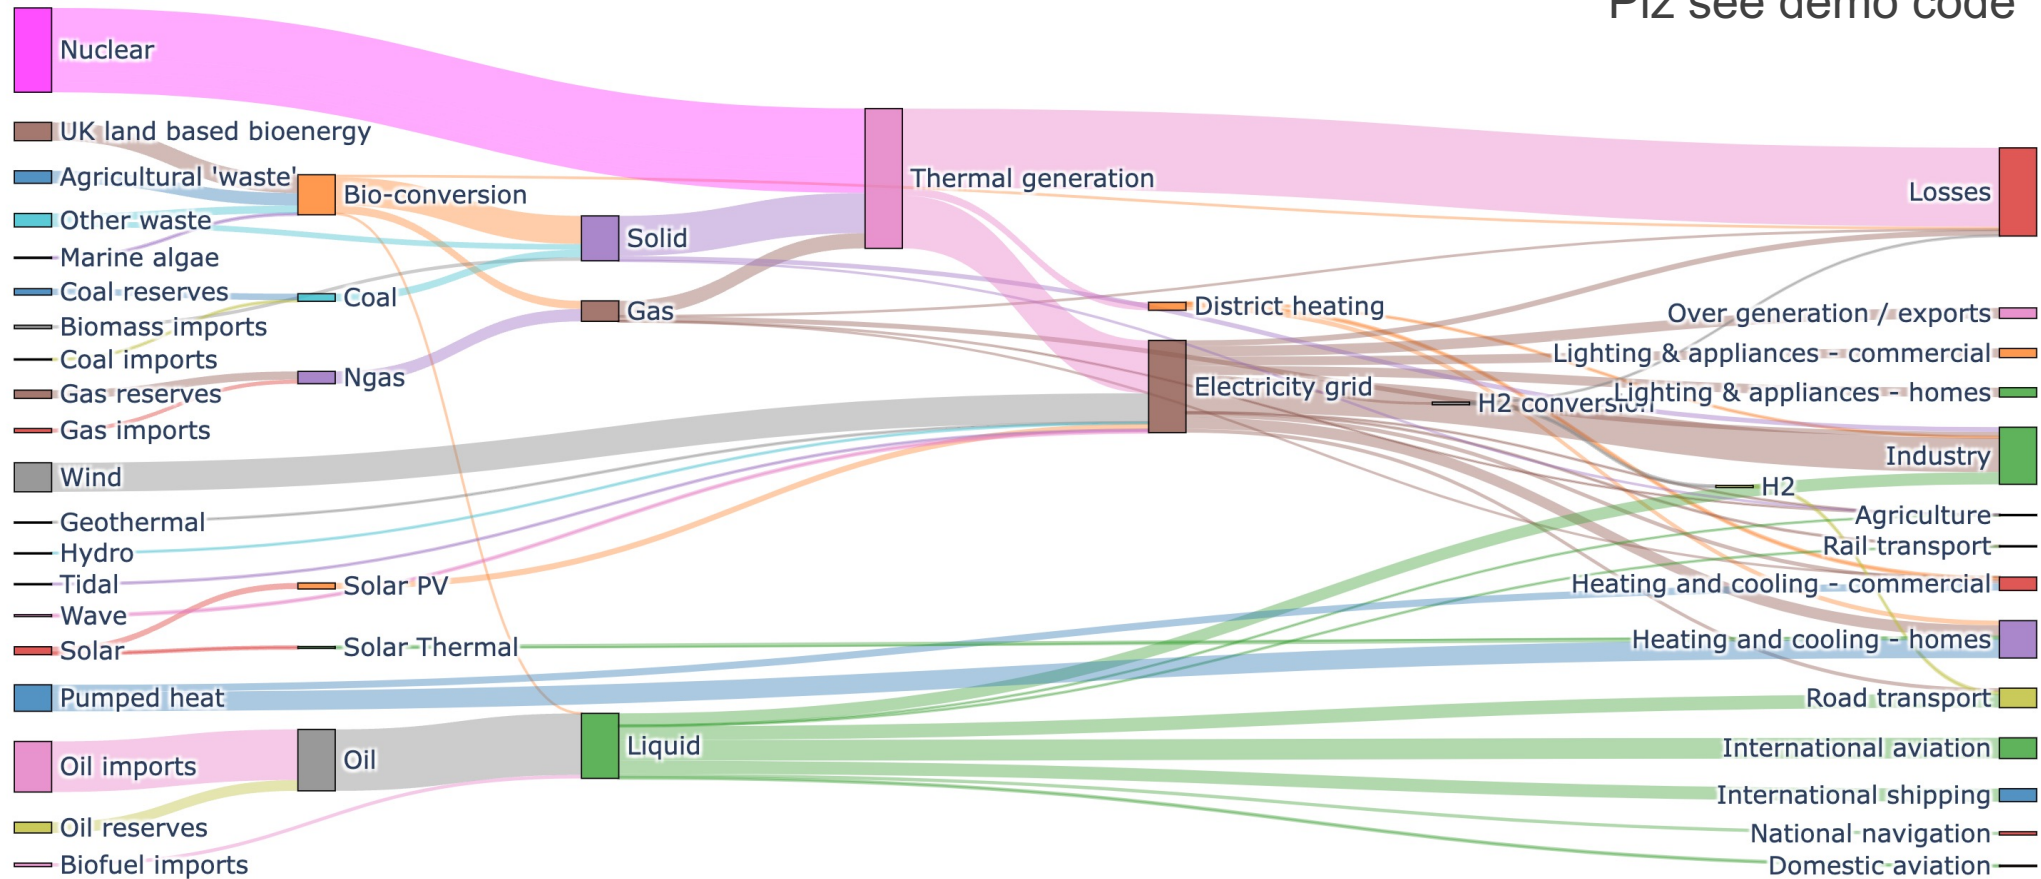 Plz see demo code
Nuclear
UK land based bioenergy
Agricultural 'waste'
Other waste
Marine algae
Coal reserves
Biomass imports
Coal imports
Gas reserves
Gas imports
Wind
Geothermal
Hydro
Tidal
Wave
Solar
Pumped heat
Oil imports
Oil reserves
Biofuel imports
Bio-conversion
Coal
Ngas
Solar PV
Solar Thermal
Oil
Solid
Gas
Liquid
Thermal generation
District heating
Electricity grid
H2 conversion
H2
Losses
Over generation / exports
Lighting & appliances - commercial
Lighting & appliances - homes
Industry
Agriculture
Rail transport
Heating and cooling - commercial
Heating and cooling - homes
Road transport
International aviation
International shipping
National navigation
Domestic aviation